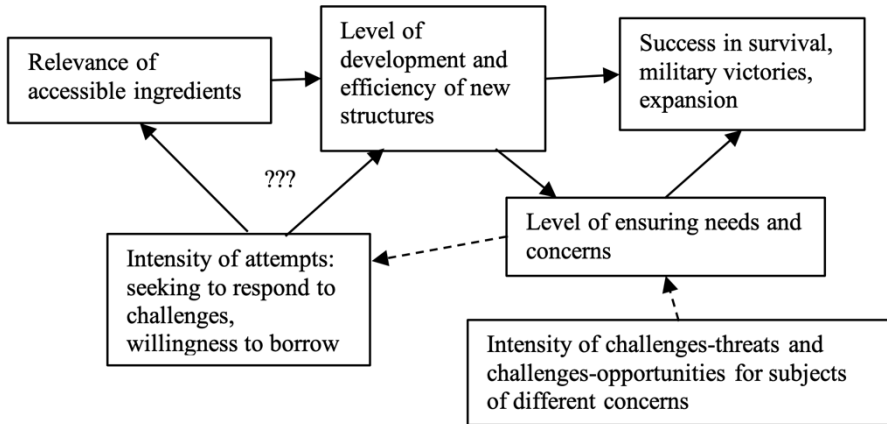 Relevance of
accessible ingredients
Level of
development and
efficiency of new
structures
Success in survival,
military victories,
expansion
???
Intensity of attempts:
seeking to respond to
challenges,
willingness to borrow
Level of ensuring needs and
concerns
Intensity of challenges-threats and
challenges-opportunities for subjects
of different concerns